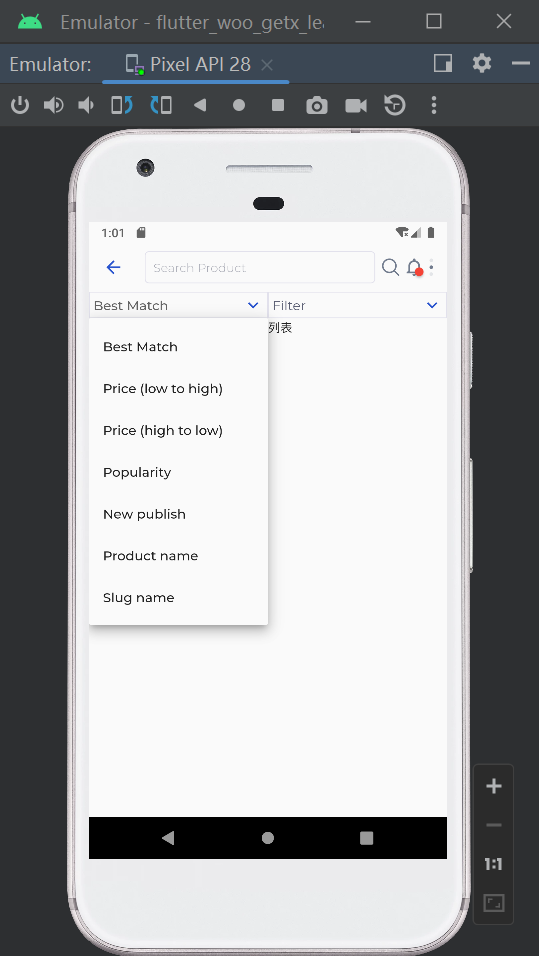 Emulator - flutter_woo_getx_le
Emulator: Pixel API 28
1:01
Search Product
Best Match Filter
列表
Best Match
Price (low to high)
Price (high to low)
Popularity
New publish
Product name
Slug name
1:1